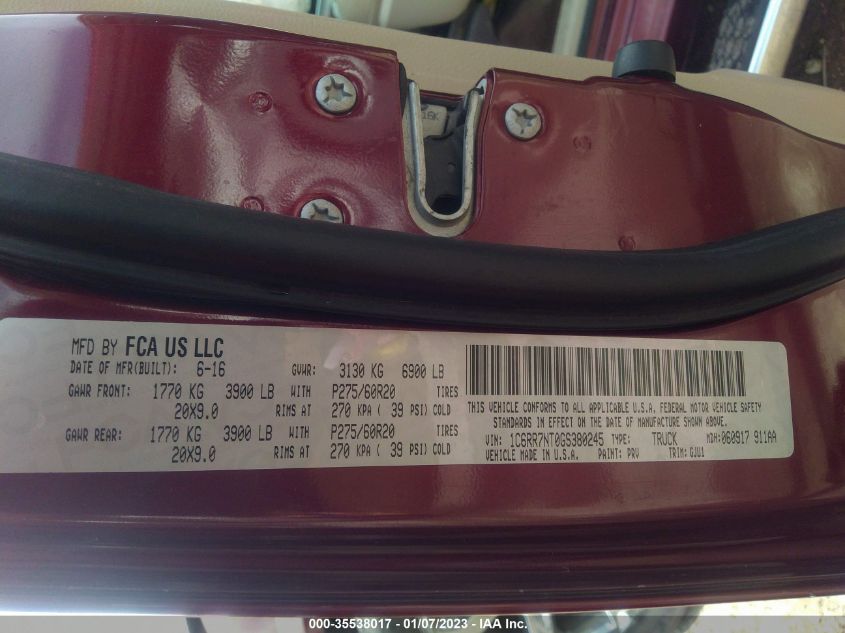 16K
MFD BY FCA US LLC
DATE OF MFR(BUILT): 6-16 GVWR: 3130 KG 6900 LB
GAWR FRONT: 1770 KG 3900 LB WITH P275/60R20 TIRES
20X9.0 RIMS AT 270 KPA ( 39 PSI) COLD
GAWR REAR: 1770 KG 3900 LB WITH P275/60R20 TIRES
20X9.0 RIMS AT 270 KPA ( 39 PSI) COLD
THIS VEHICLE CONFORMS TO ALL APPLICABLE U.S.A. FEDERAL MOTOR VEHICLE SAFETY
STANDARDS IN EFFECT ON THE DATE OF MANUFACTURE SHOWN ABOVE.
VIN: 1C6RR7NT0GS380245 TYPE: TRUCK MDH: 060917 911AA
VEHICLE MADE IN U.S.A. PAINT: PRV TRIM: GJU1
000-35538017 - 01/07/2023 - IAA Inc.